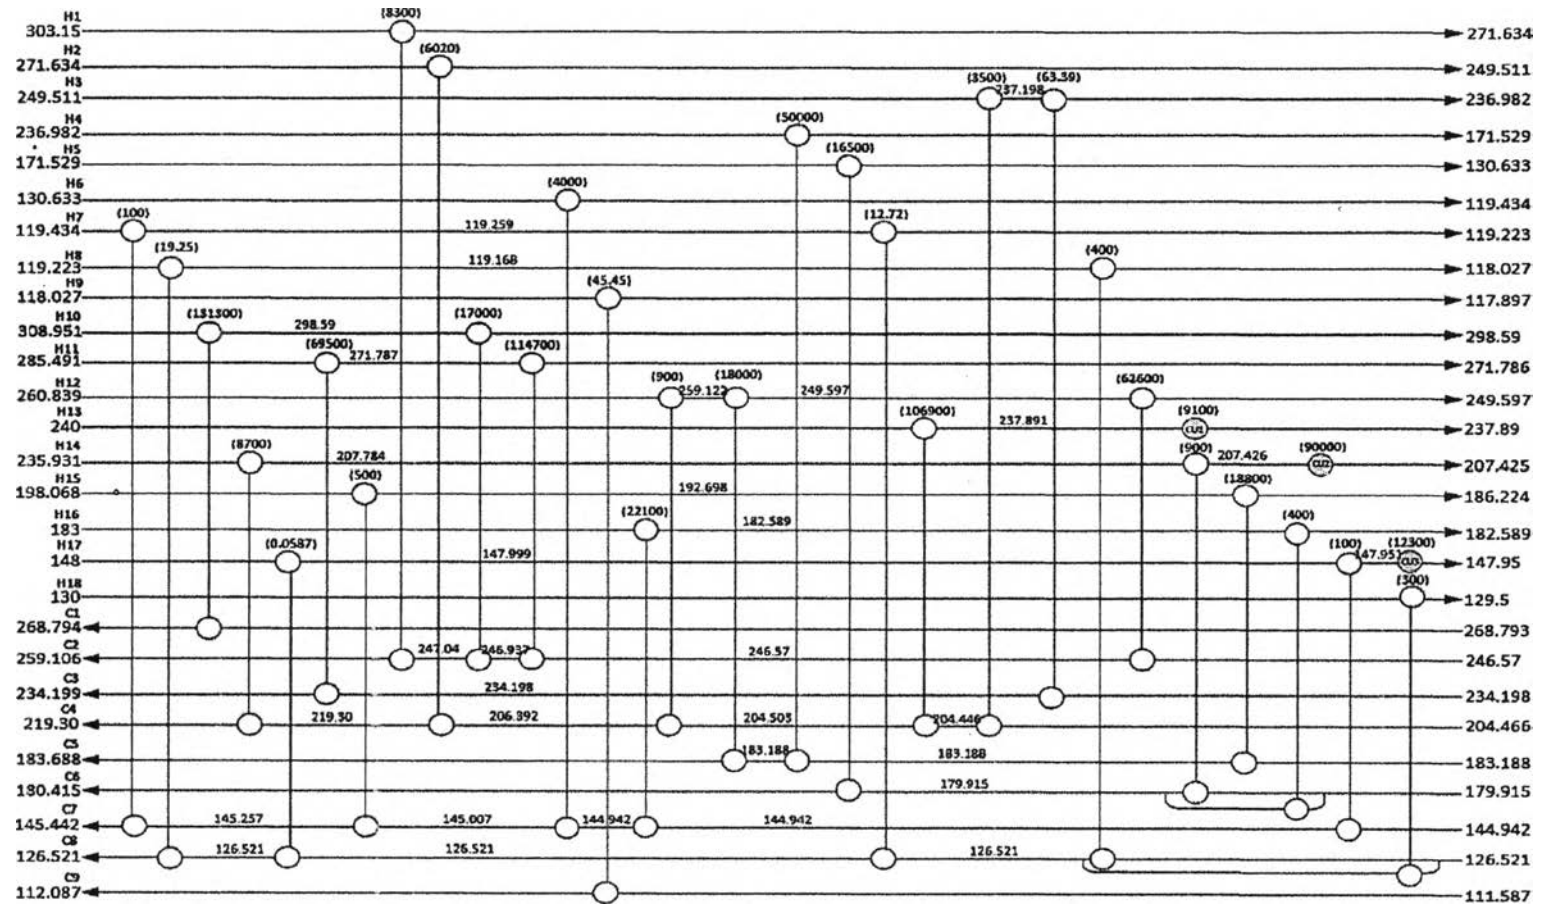 H1 (8300)
303.15 271.634
H2 (6020)
271.634 249.511
H3 (3500) 237.198 (63.39)
249.511 236.982
H4 (50000)
236.982 171.529
H5 (16500)
171.529 130.633
H6 (4000)
130.633 119.434
H7 (100) 119.259 (12.72)
119.434 119.223
H8 (19.25) 119.168 (400)
119.223 118.027
H9 (45.45)
118.027 117.897
H10 (131300) 298.59 (17000)
308.951 298.59
H11 (69500) 271.787 (114700)
285.491 271.786
H12 (900) 259.122 (18000) 249.597 (62600)
260.839 249.597
H13 (106900) 237.891 (9100)
240 CU1 237.89
H14 (8700) 207.784 (900) 207.426 (90000)
235.931 CU2 207.425
H15 (500) 192.698 (18800)
198.068 186.224
H16 (22100) 182.589 (400)
183 182.589
H17 (0.0587) 147.999 (100) 147.951 (12300)
148 CU3 147.95
H18 (300)
130 129.5
C1
268.794 268.793
C2 247.04 246.937 246.57
259.106 246.57
C3 234.198
234.199 234.198
C4 219.30 206.392 204.503 204.446
219.30 204.466
C5 183.188 183.188
183.688 183.188
C6 179.915
180.415 179.915
C7 145.257 145.007 144.942 144.942
145.442 144.942
C8 126.521 126.521 126.521
126.521 126.521
C9
112.087 111.587